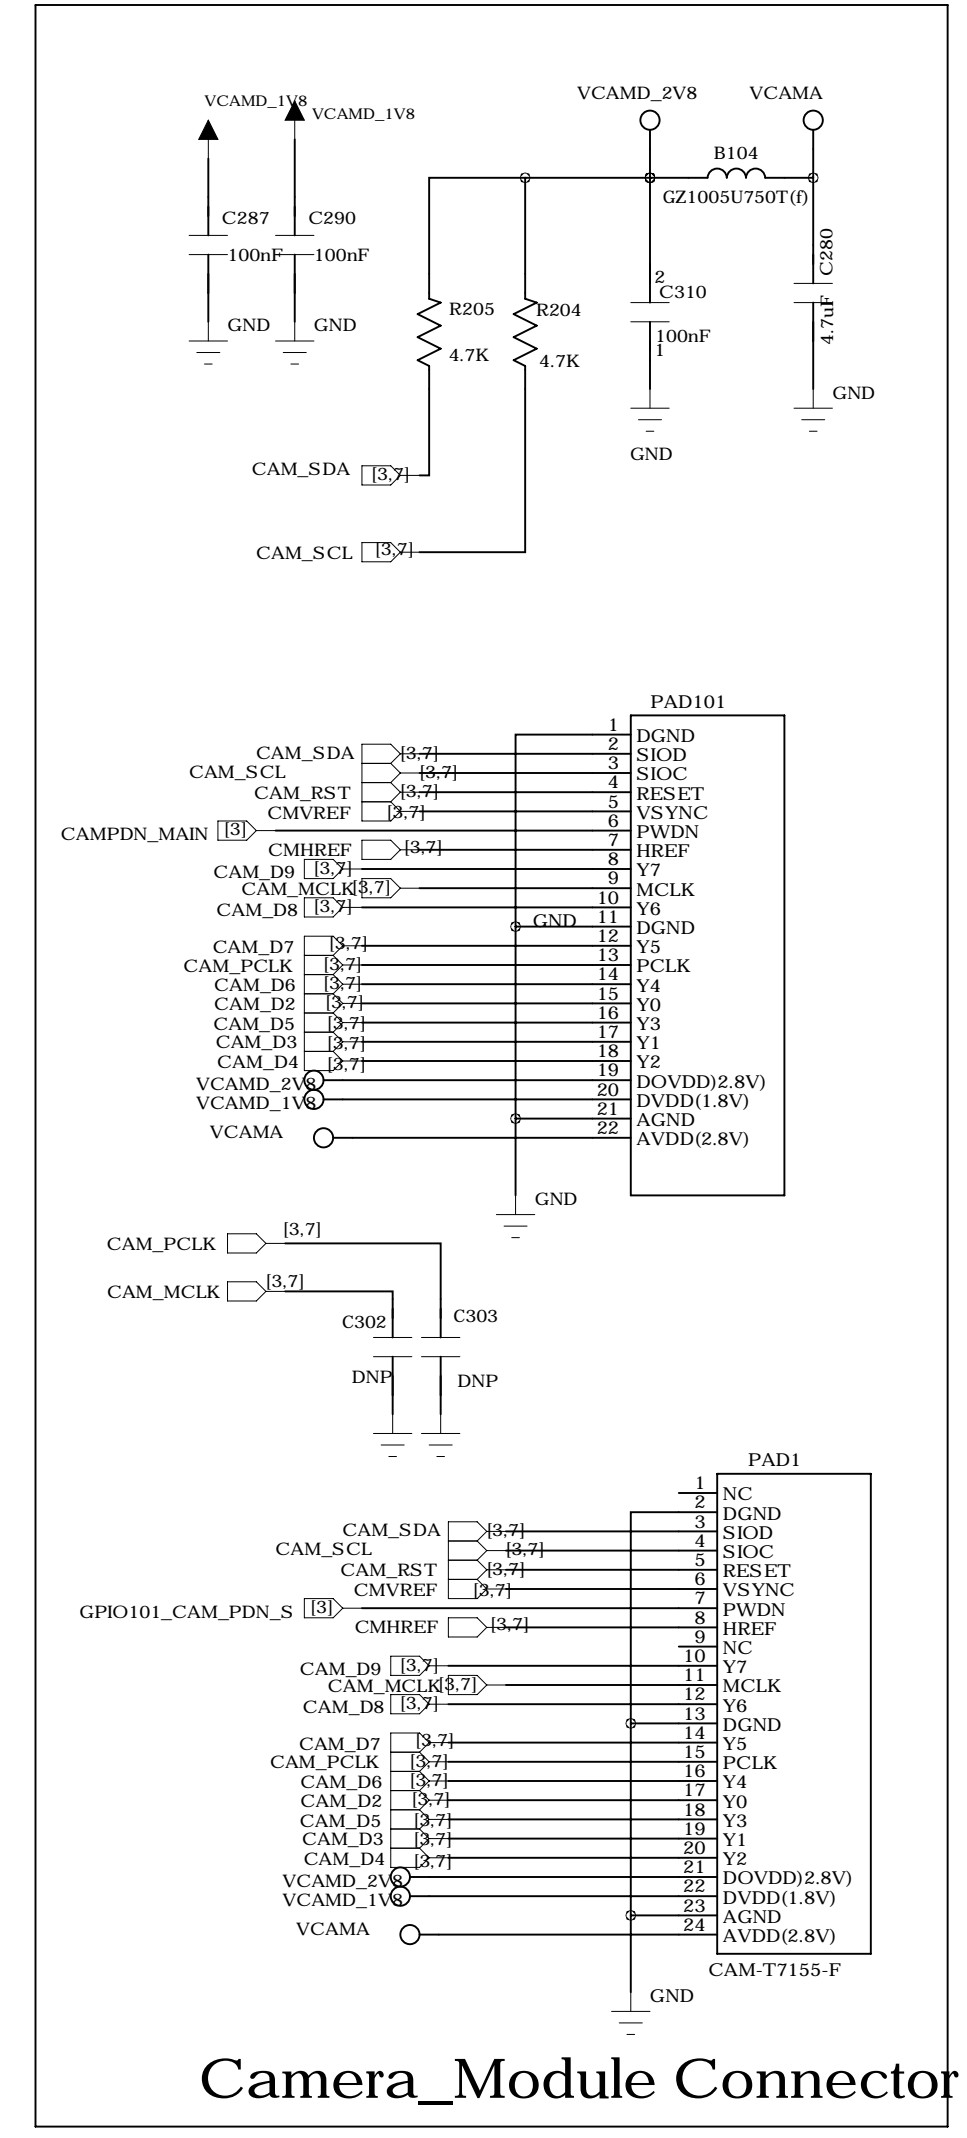 VCAMD_1V8
VCAMD_1V8
VCAMD_2V8
VCAMA
B104
GZ1005U750T(f)
C287
100nF
C290
100nF
GND
GND
R205
4.7K
R204
4.7K
2
C310
100nF
1
C280
4.7uF
GND
GND
CAM_SDA [3,7]
CAM_SCL [3,7]
PAD101
1 DGND
CAM_SDA [3,7] 2 SIOD
CAM_SCL [3,7] 3 SIOC
CAM_RST [3,7] 4 RESET
CMVREF [3,7] 5 VSYNC
CAMPDN_MAIN [3] 6 PWDN
CMHREF [3,7] 7 HREF
CAM_D9 [3,7] 8 Y7
CAM_MCLK [3,7] 9 MCLK
CAM_D8 [3,7] 10 Y6
GND 11 DGND
CAM_D7 [3,7] 12 Y5
CAM_PCLK [3,7] 13 PCLK
CAM_D6 [3,7] 14 Y4
CAM_D2 [3,7] 15 Y0
CAM_D5 [3,7] 16 Y3
CAM_D3 [3,7] 17 Y1
CAM_D4 [3,7] 18 Y2
VCAMD_2V8 19 DOVDD)2.8V)
VCAMD_1V8 20 DVDD(1.8V)
21 AGND
VCAMA 22 AVDD(2.8V)
GND
CAM_PCLK [3,7]
CAM_MCLK [3,7]
C302
DNP
C303
DNP
PAD1
1 NC
2 DGND
CAM_SDA [3,7] 3 SIOD
CAM_SCL [3,7] 4 SIOC
CAM_RST [3,7] 5 RESET
CMVREF [3,7] 6 VSYNC
GPIO101_CAM_PDN_S [3] 7 PWDN
CMHREF [3,7] 8 HREF
9 NC
CAM_D9 [3,7] 10 Y7
CAM_MCLK [3,7] 11 MCLK
CAM_D8 [3,7] 12 Y6
13 DGND
CAM_D7 [3,7] 14 Y5
CAM_PCLK [3,7] 15 PCLK
CAM_D6 [3,7] 16 Y4
CAM_D2 [3,7] 17 Y0
CAM_D5 [3,7] 18 Y3
CAM_D3 [3,7] 19 Y1
CAM_D4 [3,7] 20 Y2
VCAMD_2V8 21 DOVDD)2.8V)
VCAMD_1V8 22 DVDD(1.8V)
23 AGND
VCAMA 24 AVDD(2.8V)
CAM-T7155-F
GND
Camera_Module Connector